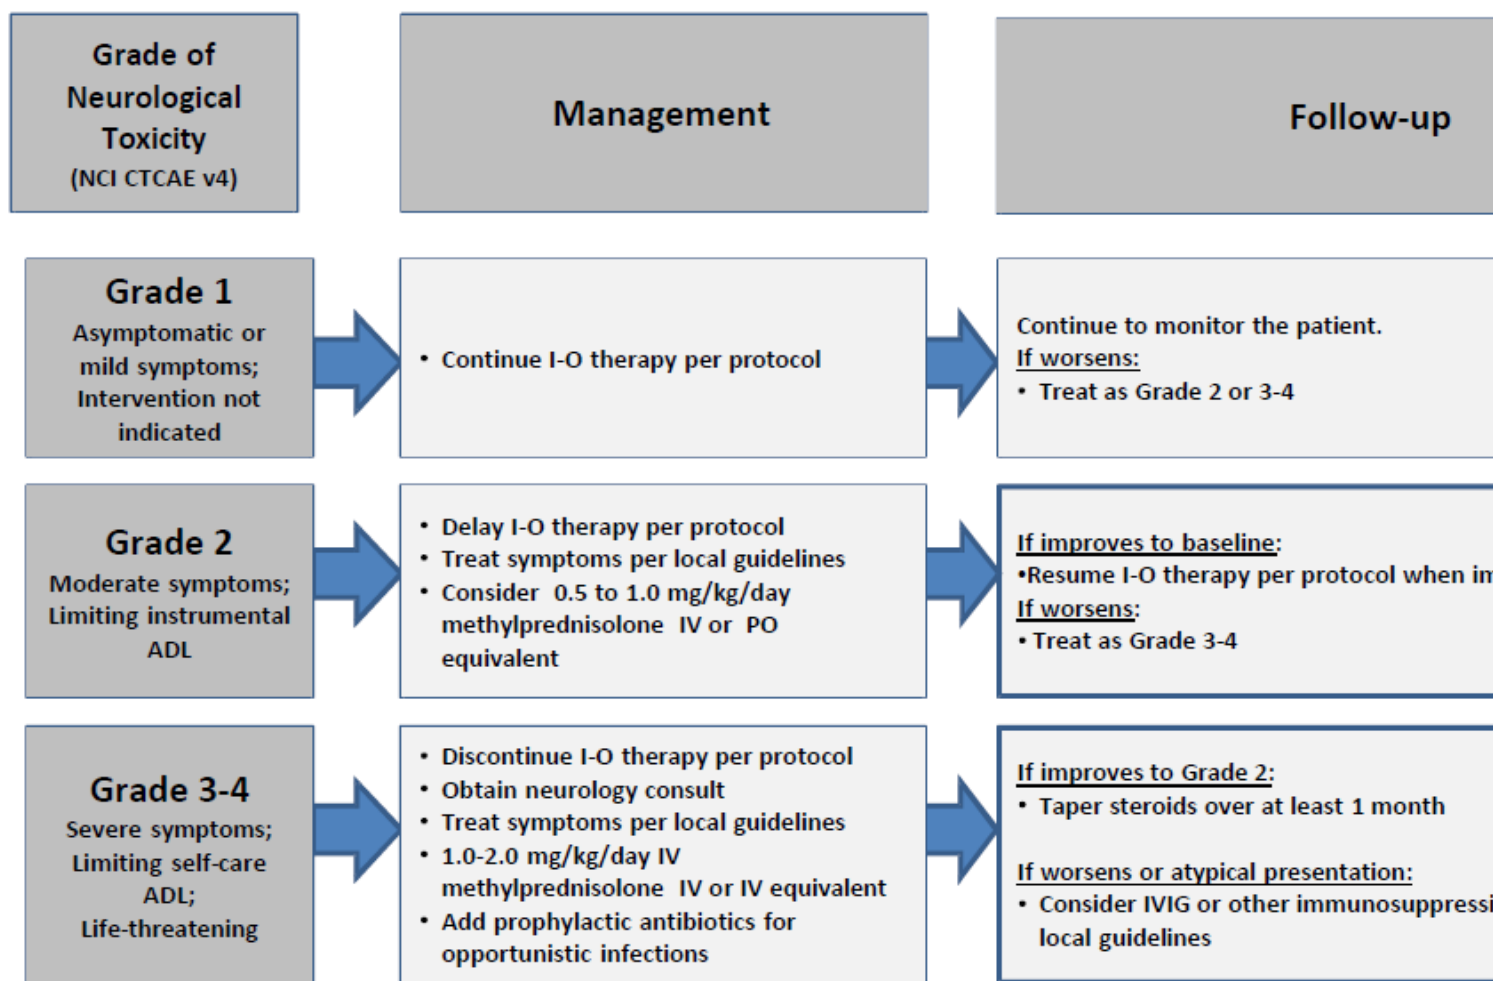 Grade of
Neurological
Toxicity
(NCI CTCAE v4)
Management
Follow-up
Grade 1
Asymptomatic or
mild symptoms;
Intervention not
indicated
• Continue I-O therapy per protocol
Continue to monitor the patient.
If worsens:
• Treat as Grade 2 or 3-4
Grade 2
Moderate symptoms;
Limiting instrumental
ADL
• Delay I-O therapy per protocol
• Treat symptoms per local guidelines
• Consider 0.5 to 1.0 mg/kg/day
methylprednisolone IV or PO
equivalent
If improves to baseline:
•Resume I-O therapy per protocol when
If worsens:
• Treat as Grade 3-4
Grade 3-4
Severe symptoms;
Limiting self-care
ADL;
Life-threatening
• Discontinue I-O therapy per protocol
• Obtain neurology consult
• Treat symptoms per local guidelines
• 1.0-2.0 mg/kg/day IV
methylprednisolone IV or IV equivalent
• Add prophylactic antibiotics for
opportunistic infections
If improves to Grade 2:
• Taper steroids over at least 1 month
If worsens or atypical presentation:
• Consider IVIG or other
local guidelines